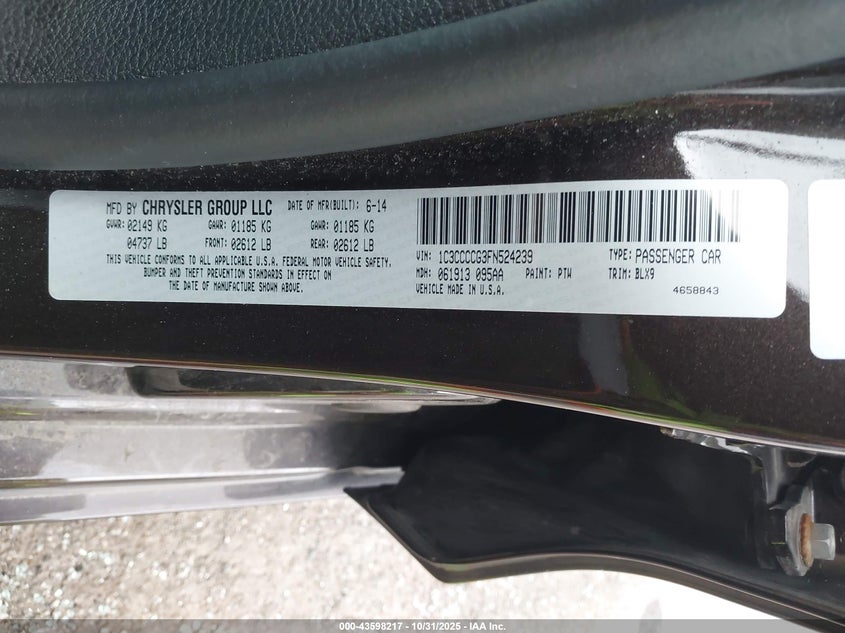 MFD BY CHRYSLER GROUP LLC DATE OF MFR(BUILT): 6-14
GVWR: 02149 KG GAWR: 01185 KG GAWR: 01185 KG
04737 LB FRONT: 02612 LB REAR: 02612 LB
THIS VEHICLE CONFORMS TO ALL APPLICABLE U.S.A. FEDERAL MOTOR VEHICLE SAFETY,
BUMPER AND THEFT PREVENTION STANDARDS IN EFFECT ON
THE DATE OF MANUFACTURE SHOWN ABOVE.
VIN: 1C3CCCCG3FN524239 TYPE: PASSENGER CAR
MDH: 061913 095AA PAINT: PTW TRIM: BLX9
VEHICLE MADE IN U.S.A. 4658843
000-43598217 - 10/31/2025 - IAA Inc.